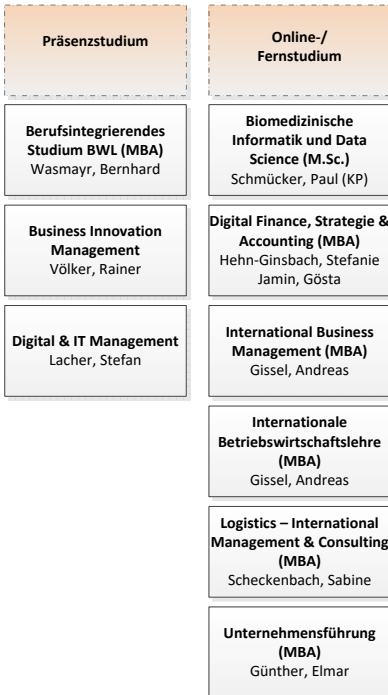 Präsenzstudium
Berufsintegrierendes
Studium BWL (MBA)
Wasmayr, Bernhard
Business Innovation
Management
Völker, Rainer
Digital & IT Management
Lacher, Stefan
Online-/
Fernstudium
Biomedizinische
Informatik und Data
Science (M.Sc.)
Schmücker, Paul (KP)
Digital Finance, Strategie &
Accounting (MBA)
Hehn-Ginsbach, Stefanie
Jamin, Gösta
International Business
Management (MBA)
Gissel, Andreas
Internationale
Betriebswirtschaftslehre
(MBA)
Gissel, Andreas
Logistics – International
Management & Consulting
(MBA)
Scheckenbach, Sabine
Unternehmensführung
(MBA)
Günther, Elmar